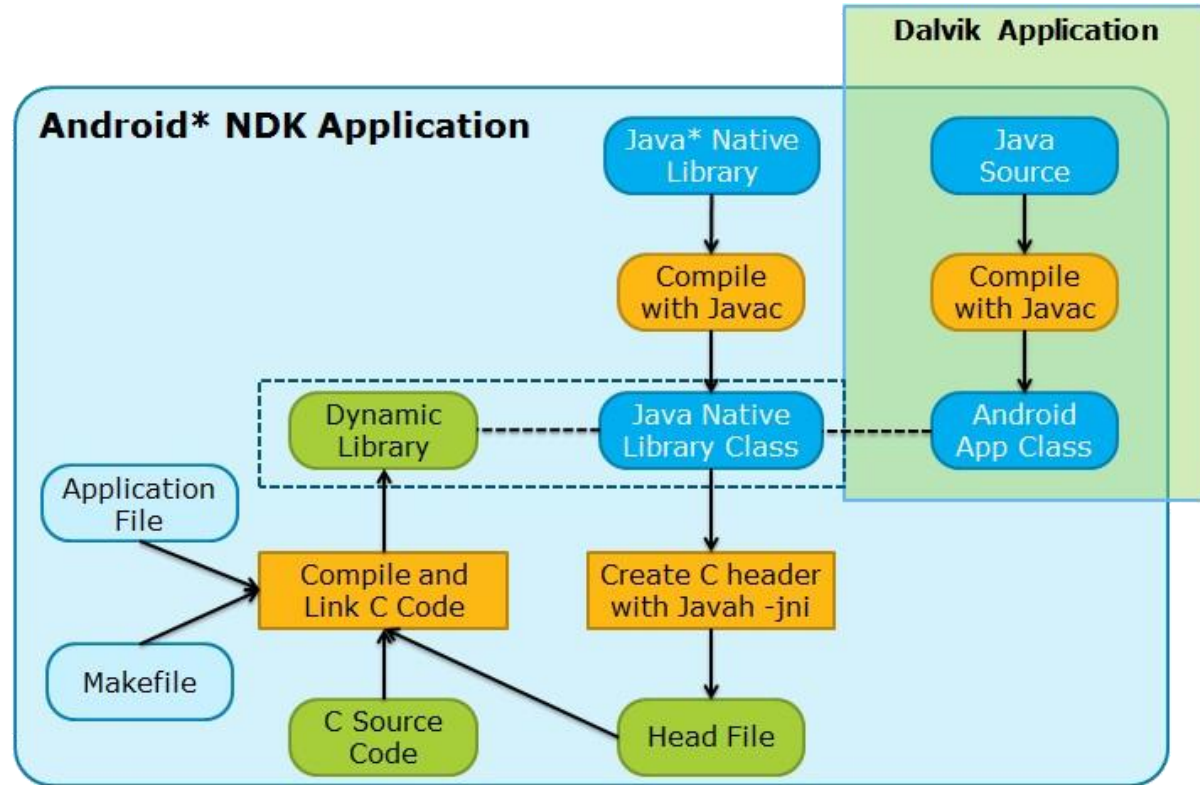 Dalvik Application
Android* NDK Application
Java* Native
Library
Java
Source
Compile
with Javac
Compile
with Javac
Dynamic
Library
Java Native
Library Class
Android
App Class
Application
File
Compile and
Link C Code
Create C header
with Javah -jni
Makefile
C Source
Code
Head File